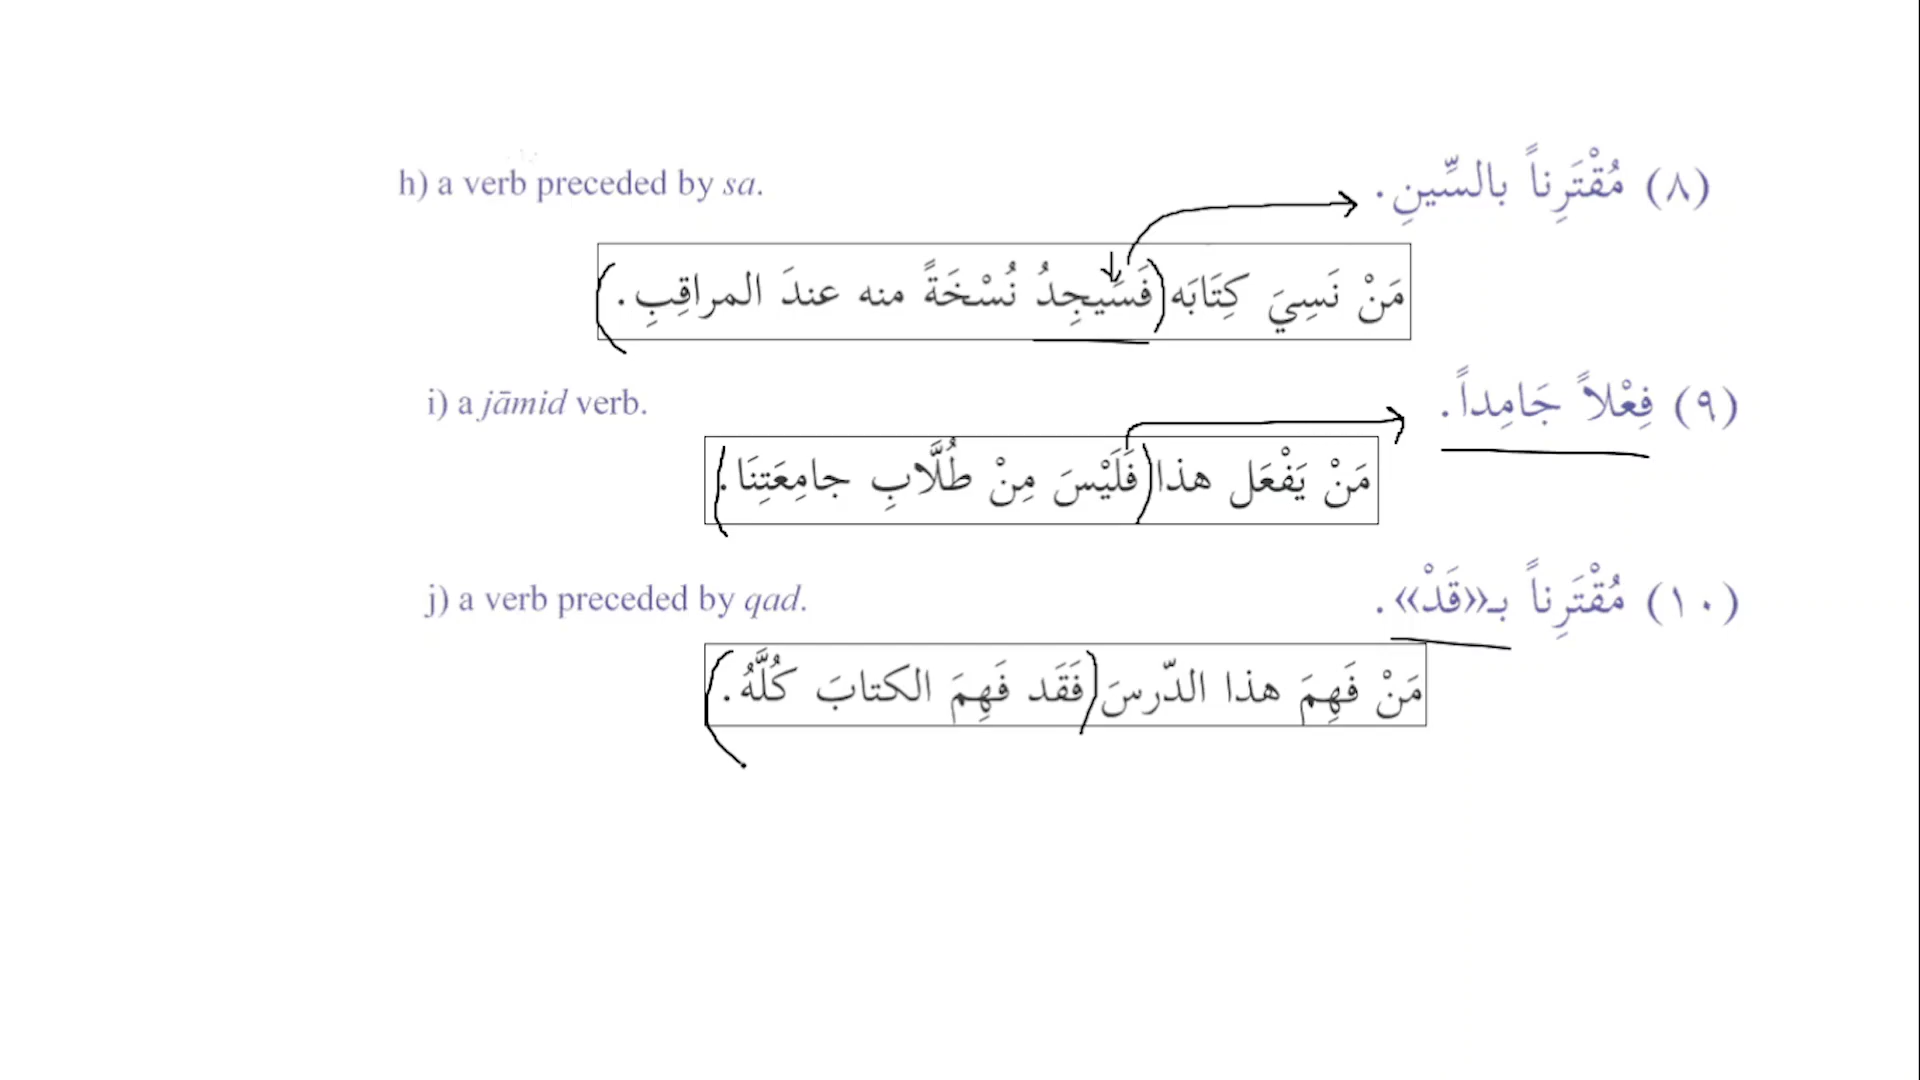 h) a verb preceded by sa.
(٨) مُقْتَرِناً بالسِّينِ.
مَنْ نَسِيَ كِتَابَه فَسَيجِدُ نُسْخَةً منه عندَ المراقِبِ.
i) a jāmid verb.
(٩) فِعْلاً جَامِداً.
مَنْ يَفْعَل هذا فَلَيْسَ مِنْ طُلَّابِ جامِعَتِنَا.
j) a verb preceded by qad.
(١٠) مُقْتَرِناً بـ«قَدْ».
مَنْ فَهِمَ هذا الدّرسَ فَقَد فَهِمَ الكتابَ كُلَّهُ.